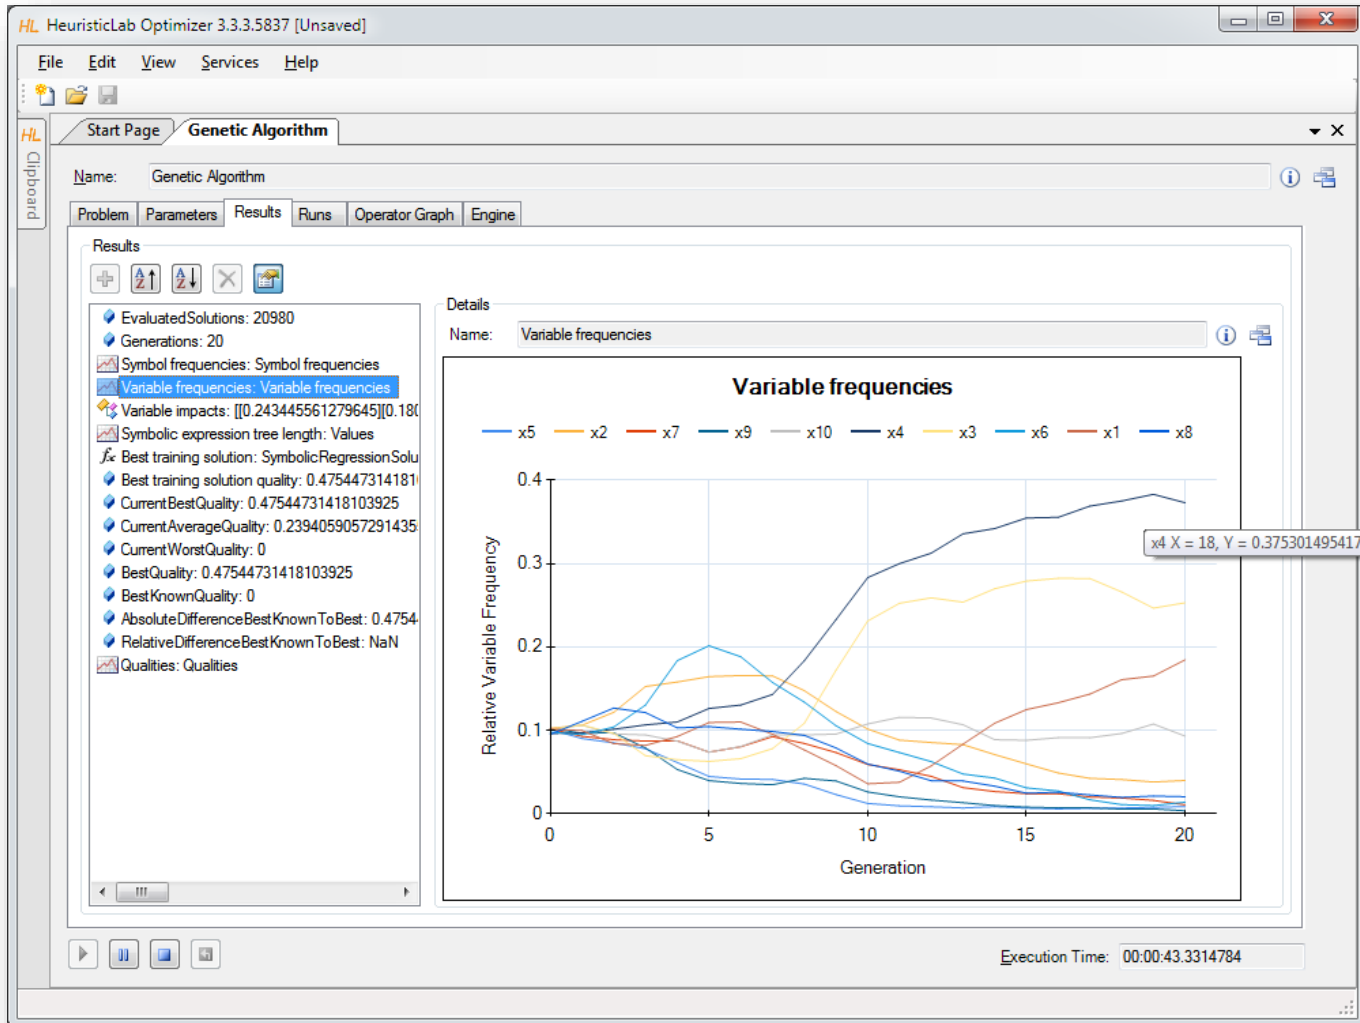 HL HeuristicLab Optimizer 3.3.3.5837 [Unsaved]
File Edit View Services Help
HL Clipboard
Start Page Genetic Algorithm
Name: Genetic Algorithm
Problem Parameters Results Runs Operator Graph Engine
Results
EvaluatedSolutions: 20980
Generations: 20
Symbol frequencies: Symbol frequencies
Variable frequencies: Variable frequencies
Variable impacts: [[0.243445561279645][0.180
Symbolic expression tree length: Values
fx Best training solution: SymbolicRegressionSolu
Best training solution quality: 0.4754473141810
CurrentBestQuality: 0.47544731418103925
CurrentAverageQuality: 0.2394059057291435
CurrentWorstQuality: 0
BestQuality: 0.47544731418103925
BestKnownQuality: 0
AbsoluteDifferenceBestKnownToBest: 0.4754
RelativeDifferenceBestKnownToBest: NaN
Qualities: Qualities
Details
Name: Variable frequencies
Variable frequencies
x5 x2 x7 x9 x10 x4 x3 x6 x1 x8
Relative Variable Frequency
0.4
0.3
0.2
0.1
0
0 5 10 15 20
Generation
x4 X = 18, Y = 0.375301495417
Execution Time: 00:00:43.3314784